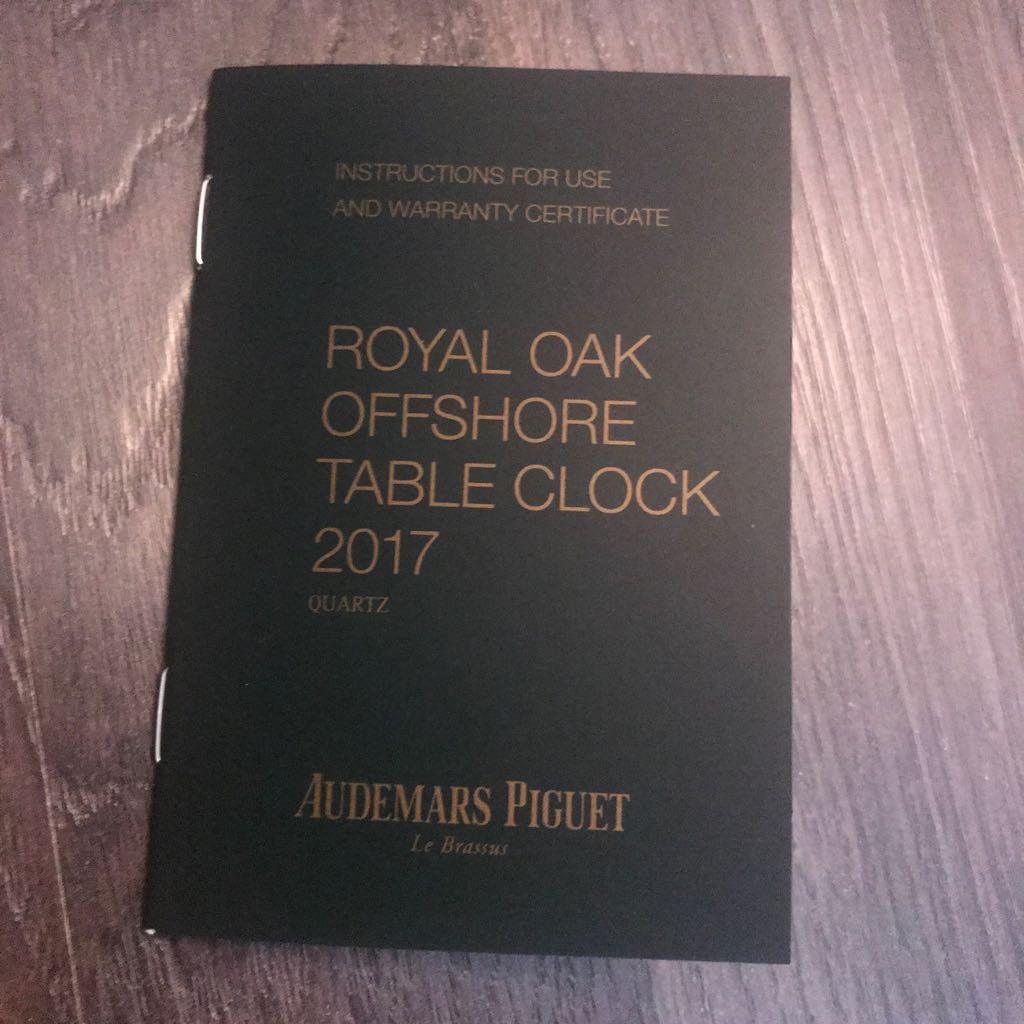 INSTRUCTIONS FOR USE
AND WARRANTY CERTIFICATE
ROYAL OAK
OFFSHORE
TABLE CLOCK
2017
QUARTZ
AUDEMARS PIGUET
Le Brassus